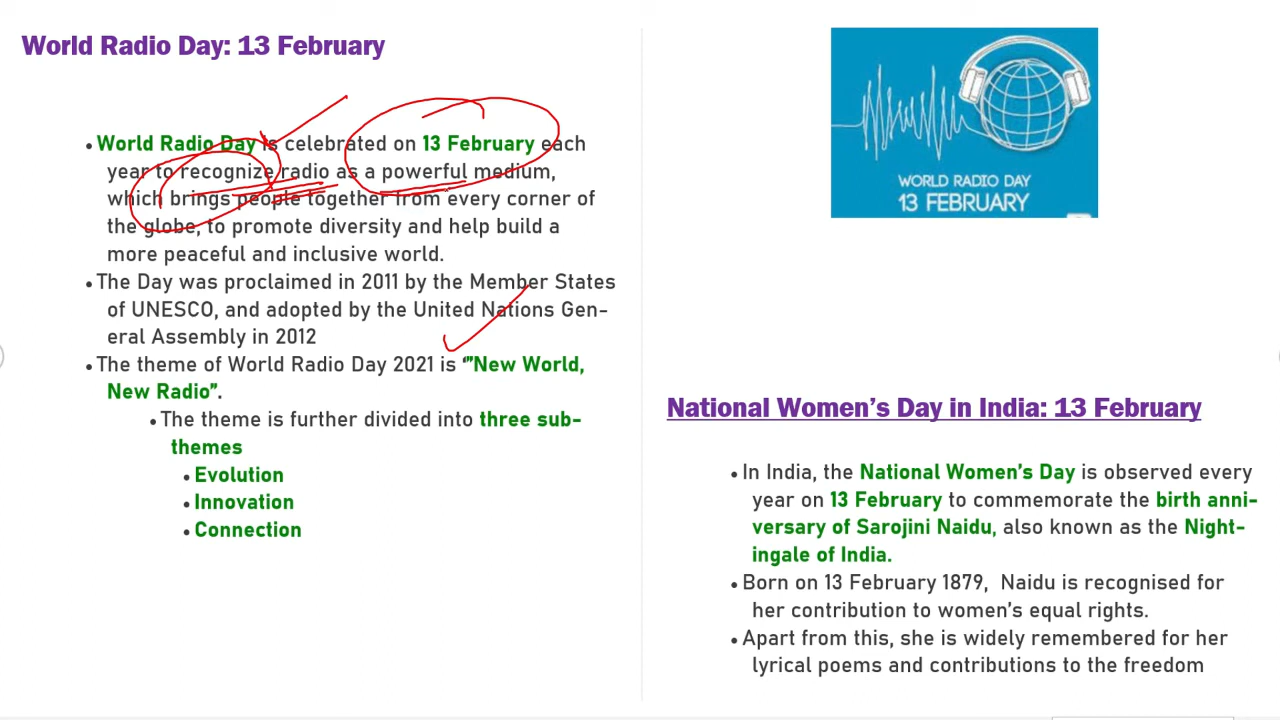 World Radio Day: 13 February
• World Radio Day is celebrated on 13 February each
year to recognize radio as a powerful medium,
which brings people together from every corner of
the globe, to promote diversity and help build a
more peaceful and inclusive world.
• The Day was proclaimed in 2011 by the Member States
of UNESCO, and adopted by the United Nations Gen-
eral Assembly in 2012
• The theme of World Radio Day 2021 is “”New World,
New Radio”.
• The theme is further divided into three sub-
themes
• Evolution
• Innovation
• Connection
WORLD RADIO DAY
13 FEBRUARY
National Women’s Day in India: 13 February
• In India, the National Women’s Day is observed every
year on 13 February to commemorate the birth anni-
versary of Sarojini Naidu, also known as the Night-
ingale of India.
• Born on 13 February 1879, Naidu is recognised for
her contribution to women’s equal rights.
• Apart from this, she is widely remembered for her
lyrical poems and contributions to the freedom